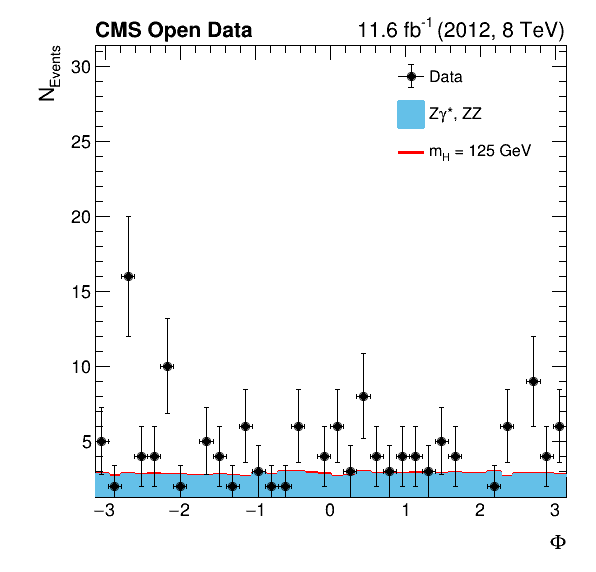 CMS Open Data 11.6 fb⁻¹ (2012, 8 TeV)
N_Events
30
25
20
15
10
5
Data
Zγ*, ZZ
m_H = 125 GeV
−3 −2 −1 0 1 2 3
Φ